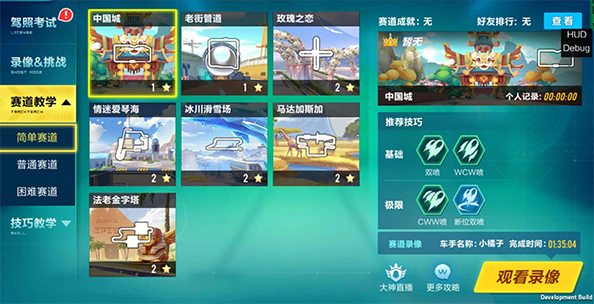 驾照考试
LICENSE
录像&挑战
GHOST MODE
赛道教学
TRACKTEACH
简单赛道
普通赛道
困难赛道
技巧教学
SKILL
中国城
1
老街管道
1
玫瑰之恋
2
情迷爱琴海
2
冰川滑雪场
2
马达加斯加
2
法老金字塔
2
赛道成就：无
好友排行：无
查看
HUD
Debug
暂无
中国城
个人记录：00:00:00
推荐技巧
基础
双喷
WCW喷
极限
CWW喷
断位双喷
赛道录像
车手名称：小橘子
完成时间：01:35:04
大神直播
更多攻略
观看录像
Development Build